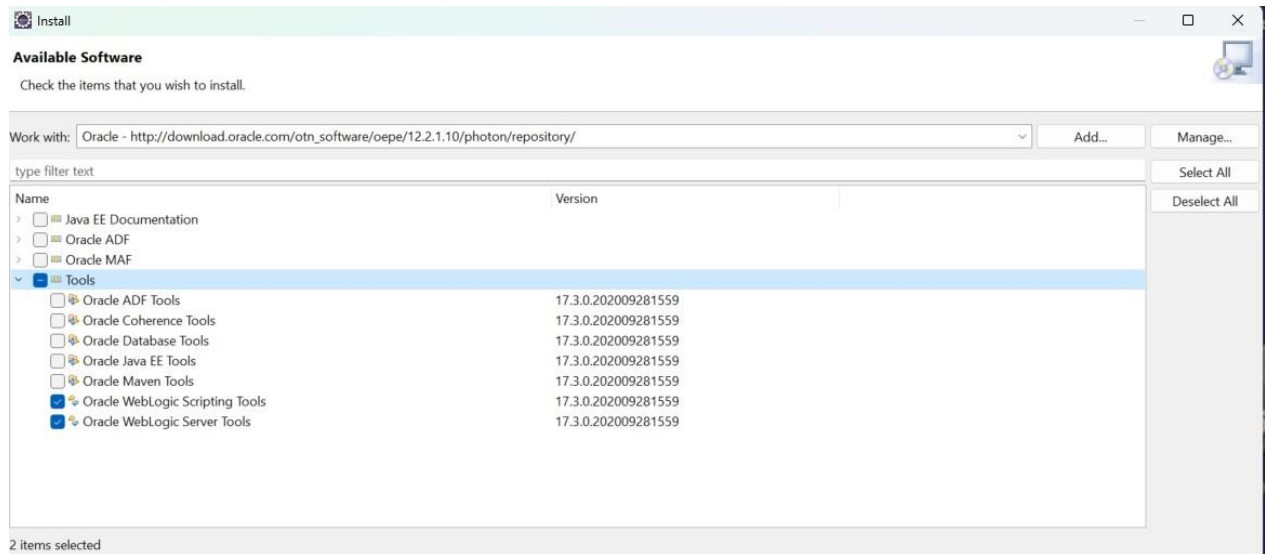 Install
Available Software
Check the items that you wish to install.
Work with: Oracle - http://download.oracle.com/otn_software/oepe/12.2.1.10/photon/repository/ Add... Manage...
type filter text Select All
Name Version Deselect All
Java EE Documentation
Oracle ADF
Oracle MAF
Tools
Oracle ADF Tools 17.3.0.202009281559
Oracle Coherence Tools 17.3.0.202009281559
Oracle Database Tools 17.3.0.202009281559
Oracle Java EE Tools 17.3.0.202009281559
Oracle Maven Tools 17.3.0.202009281559
Oracle WebLogic Scripting Tools 17.3.0.202009281559
Oracle WebLogic Server Tools 17.3.0.202009281559
2 items selected